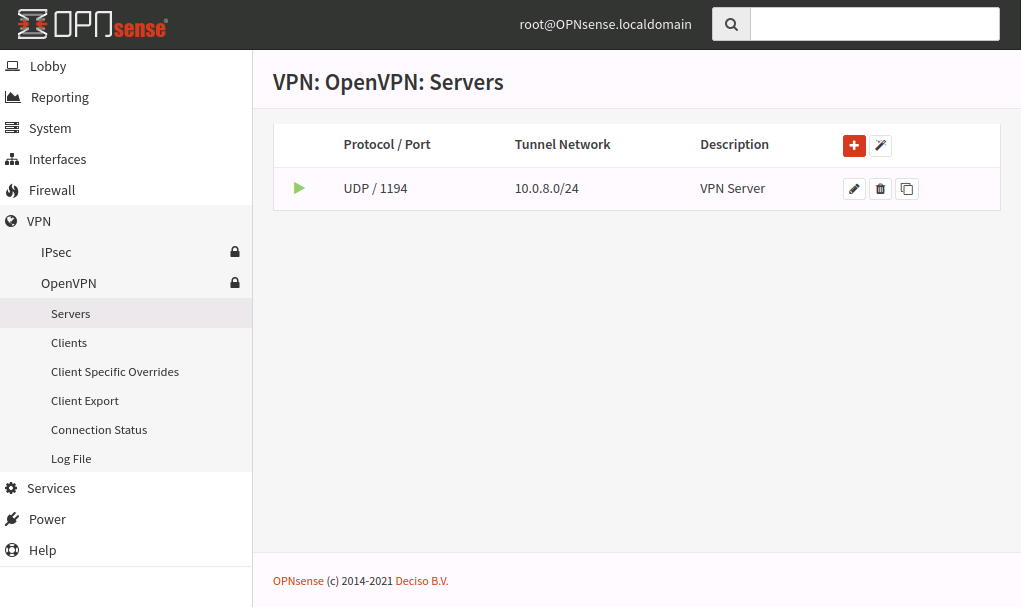 OPNsense®
root@OPNsense.localdomain
Lobby
Reporting
System
Interfaces
Firewall
VPN
IPsec
OpenVPN
Servers
Clients
Client Specific Overrides
Client Export
Connection Status
Log File
Services
Power
Help
VPN: OpenVPN: Servers
Protocol / Port Tunnel Network Description
UDP / 1194 10.0.8.0/24 VPN Server
OPNsense (c) 2014-2021 Deciso B.V.